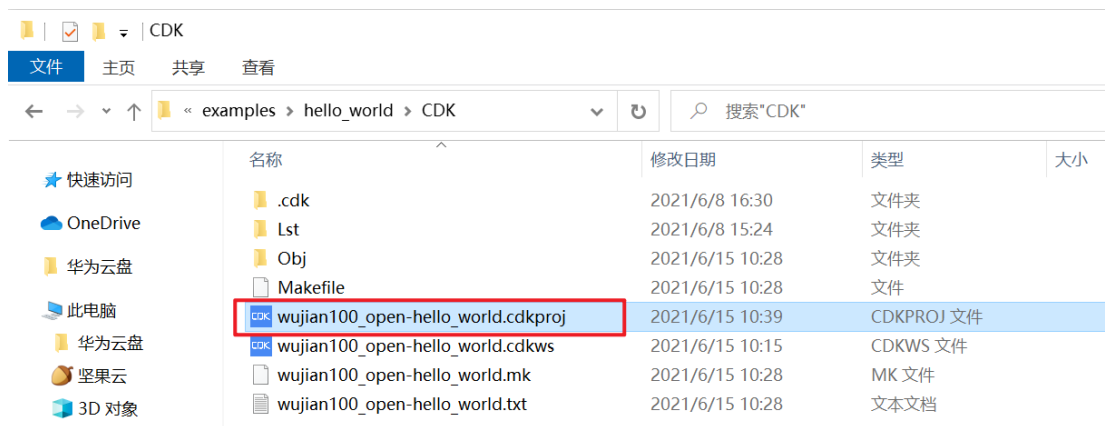 CDK
文件 主页 共享 查看
« examples > hello_world > CDK 搜索"CDK"
名称 修改日期 类型 大小
快速访问
OneDrive
华为云盘
此电脑
华为云盘
坚果云
3D 对象
.cdk 2021/6/8 16:30 文件夹
Lst 2021/6/8 15:24 文件夹
Obj 2021/6/15 10:28 文件夹
Makefile 2021/6/15 10:28 文件
CDK wujian100_open-hello_world.cdkproj 2021/6/15 10:39 CDKPROJ 文件
CDK wujian100_open-hello_world.cdkws 2021/6/15 10:15 CDKWS 文件
wujian100_open-hello_world.mk 2021/6/15 10:28 MK 文件
wujian100_open-hello_world.txt 2021/6/15 10:28 文本文档